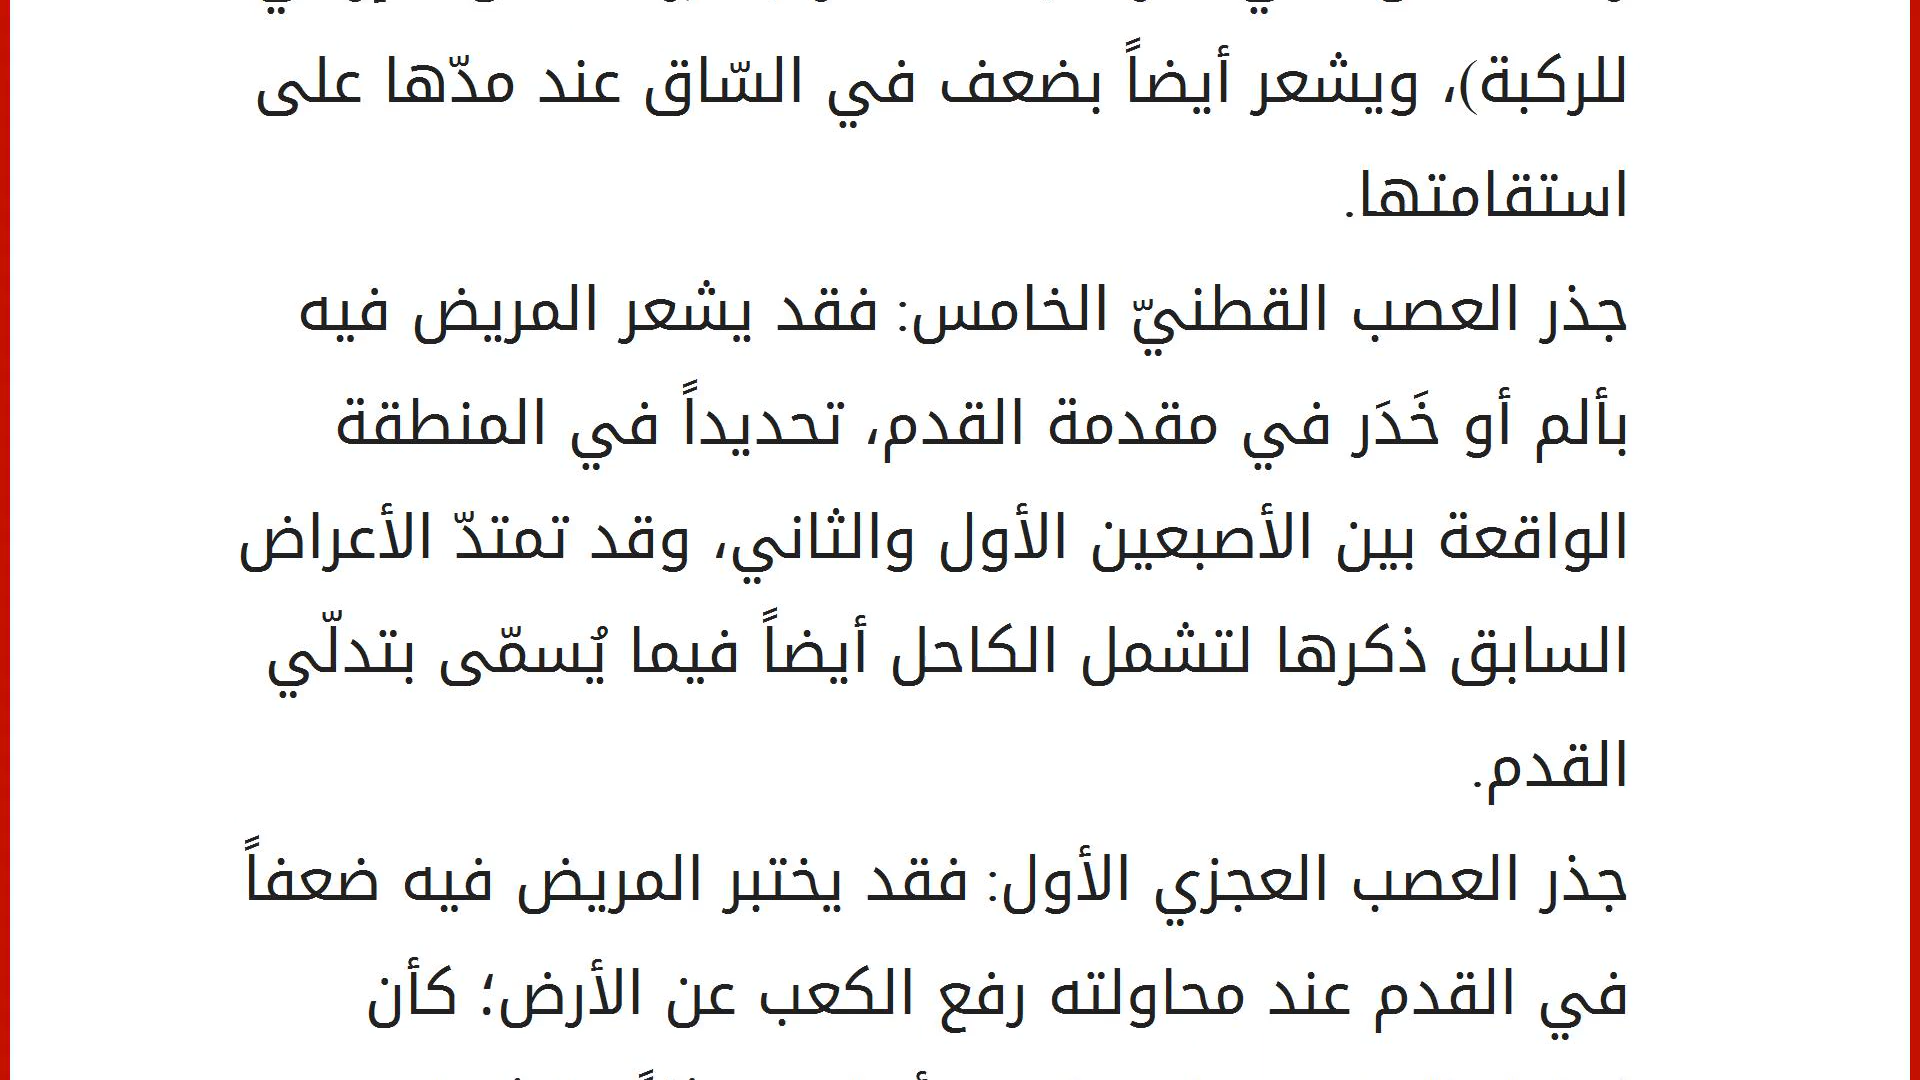 للركبة)، ويشعر أيضاً بضعف في السّاق عند مدّها على
استقامتها.
جذر العصب القطنيّ الخامس: فقد يشعر المريض فيه
بألم أو خَدَر في مقدمة القدم، تحديداً في المنطقة
الواقعة بين الأصبعين الأول والثاني، وقد تمتدّ الأعراض
السابق ذكرها لتشمل الكاحل أيضاً فيما يُسمّى بتدلّي
القدم.
جذر العصب العجزي الأول: فقد يختبر المريض فيه ضعفاً
في القدم عند محاولته رفع الكعب عن الأرض؛ كأن